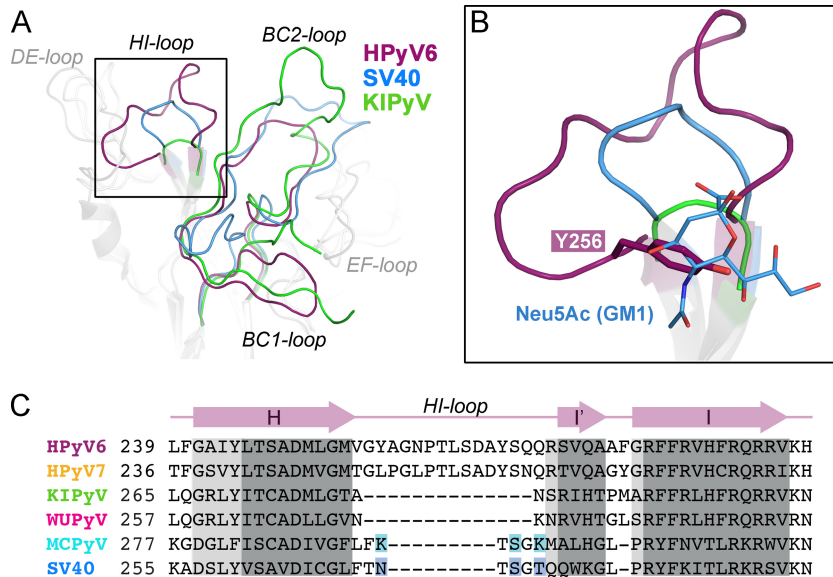 A
HI-loop
BC2-loop
DE-loop
HPyV6
SV40
KIPyV
EF-loop
BC1-loop
B
Y256
Neu5Ac (GM1)
C
H HI-loop I' I
HPyV6 239 LFGAIYLTSADMLGMVGYAGNPTLSDAYSQQRSVQAAFGRFFRVHFRQRRVKH
HPyV7 236 TFGSVYLTSADMVGMTGLPGLPTLSDAYSNQRTVQAGYGRFFRVHCRQRRIKH
KIPyV 265 LQGRLYITCADMLGTA--------------NSRIHTPMARFFRLHFRQRRVKN
WUPyV 257 LQGRLYITCADLLGVN--------------KNRVHTGLSRFFRLHFRQRRVKN
MCPyV 277 KGDGLFISCADIVGFLFK---------TSGKMALHGL-PRYFNVTLRKRWVKN
SV40 255 KADSLYVSAVDICGLFTN---------TSGTQQWKGL-PRYFKITLRKRSVKN